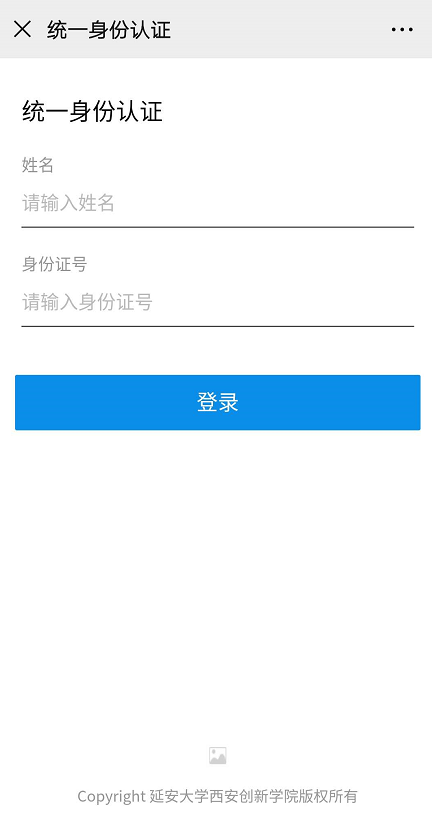 统一身份认证
统一身份认证
姓名
请输入姓名
身份证号
请输入身份证号
登录
Copyright 延安大学西安创新学院版权所有